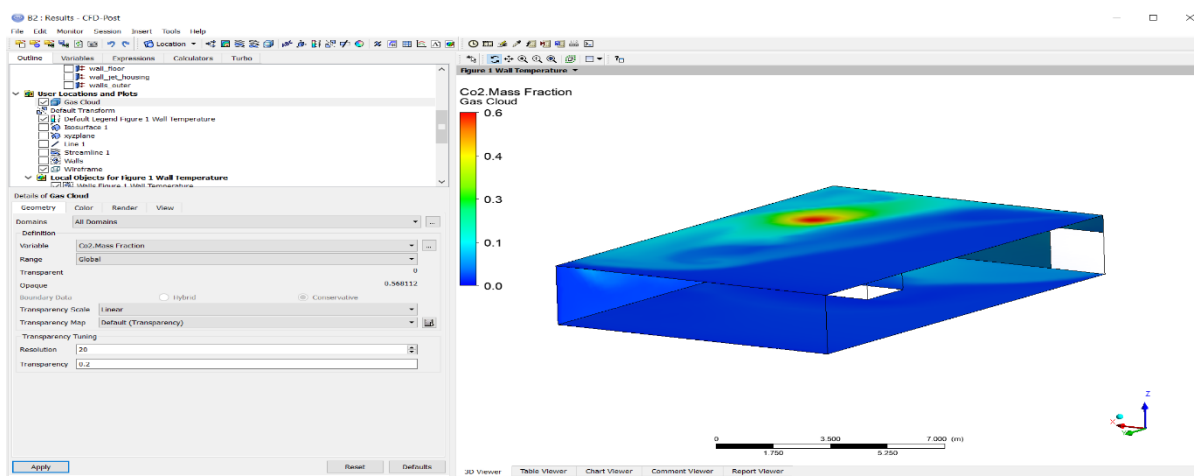 B2 : Results - CFD-Post
File Edit Monitor Session Insert Tools Help
Location
Outline Variables Expressions Calculators Turbo
wall_floor
wall_jet_housing
walls_outer
User Locations and Plots
Gas Cloud
Default Transform
Default Legend Figure 1 Wall Temperature
Isosurface 1
xyzplane
Line 1
Streamline 1
Walls
Wireframe
Local Objects for Figure 1 Wall Temperature
Walls Figure 1 Wall Temperature
Details of Gas Cloud
Geometry Color Render View
Domains All Domains ...
Definition
Variable Co2.Mass Fraction ...
Range Global
Transparent 0
Opaque 0.568112
Boundary Data Hybrid Conservative
Transparency Scale Linear
Transparency Map Default (Transparency)
Transparency Tuning
Resolution 20
Transparency 0.2
Apply Reset Defaults
Figure 1 Wall Temperature
Co2.Mass Fraction
Gas Cloud
0.6
0.4
0.3
0.1
0.0
0 3.500 7.000 (m)
1.750 5.250
Z
X
Y
3D Viewer Table Viewer Chart Viewer Comment Viewer Report Viewer